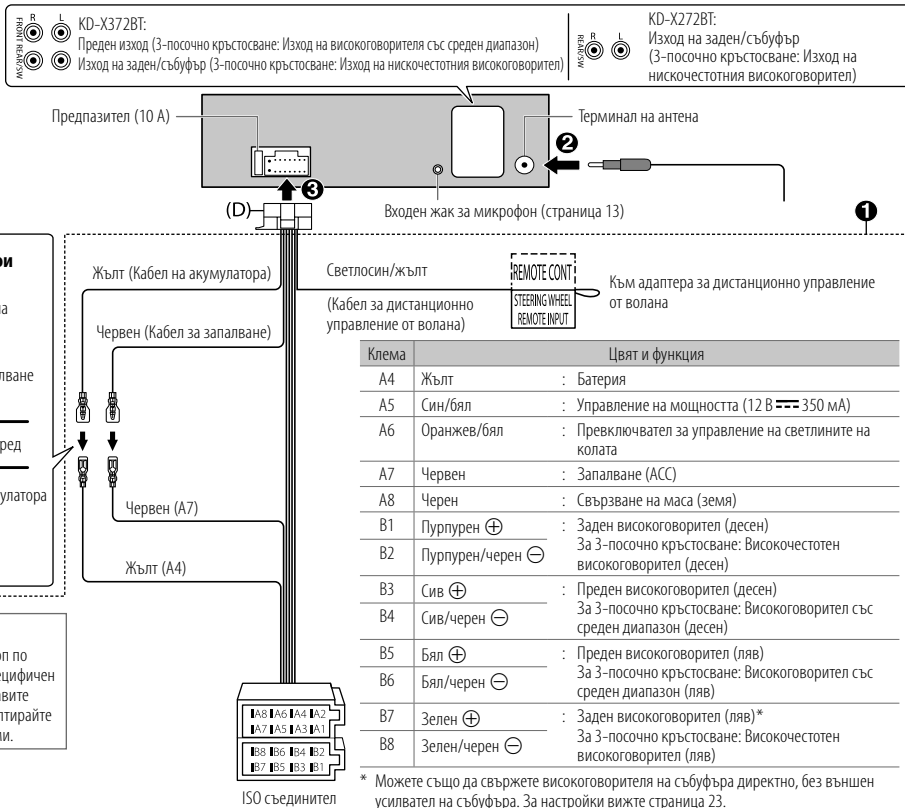 R L
FRONT
REAR/SW
KD-X372BT:
Преден изход (3-посочно кръстосване: Изход на високоговорителя със среден диапазон)
Изход на заден/събуфър (3-посочно кръстосване: Изход на нискочестотния високоговорител)
R L
REAR/SW
KD-X272BT:
Изход на заден/събуфър
(3-посочно кръстосване: Изход на
нискочестотния високоговорител)
Предпазител (10 A)
Терминал на антена
2
3
(D)
Входен жак за микрофон (страница 13)
1
Жълт (Кабел на акумулатора)
Червен (Кабел за запалване)
Светлосин/жълт
(Кабел за дистанционно
управление от волана)
REMOTE CONT
STEERING WHEEL
REMOTE INPUT
Към адаптера за дистанционно управление
от волана
Червен (A7)
Жълт (A4)
Клема Цвят и функция
A4 Жълт : Батерия
A5 Син/бял : Управление на мощността (12 В ⎓ 350 мА)
A6 Оранжев/бял : Превключвател за управление на светлините на
колата
A7 Червен : Запалване (ACC)
A8 Черен : Свързване на маса (земя)
B1 Пурпурен ⊕ : Заден високоговорител (десен)
За 3-посочно кръстосване: Високочестотен
B2 Пурпурен/черен ⊖ високоговорител (десен)
B3 Сив ⊕ : Преден високоговорител (десен)
За 3-посочно кръстосване: Високоговорител със
B4 Сив/черен ⊖ среден диапазон (десен)
B5 Бял ⊕ : Преден високоговорител (ляв)
За 3-посочно кръстосване: Високоговорител със
B6 Бял/черен ⊖ среден диапазон (ляв)
B7 Зелен ⊕ : Заден високоговорител (ляв)*
За 3-посочно кръстосване: Високочестотен
B8 Зелен/черен ⊖ високоговорител (ляв)
* Можете също да свържете високоговорителя на събуфъра директно, без външен
усилвател на събуфъра. За настройки вижте страница 23.
A8 A6 A4 A2
A7 A5 A3 A1
B8 B6 B4 B2
B7 B5 B3 B1
ISO съединител